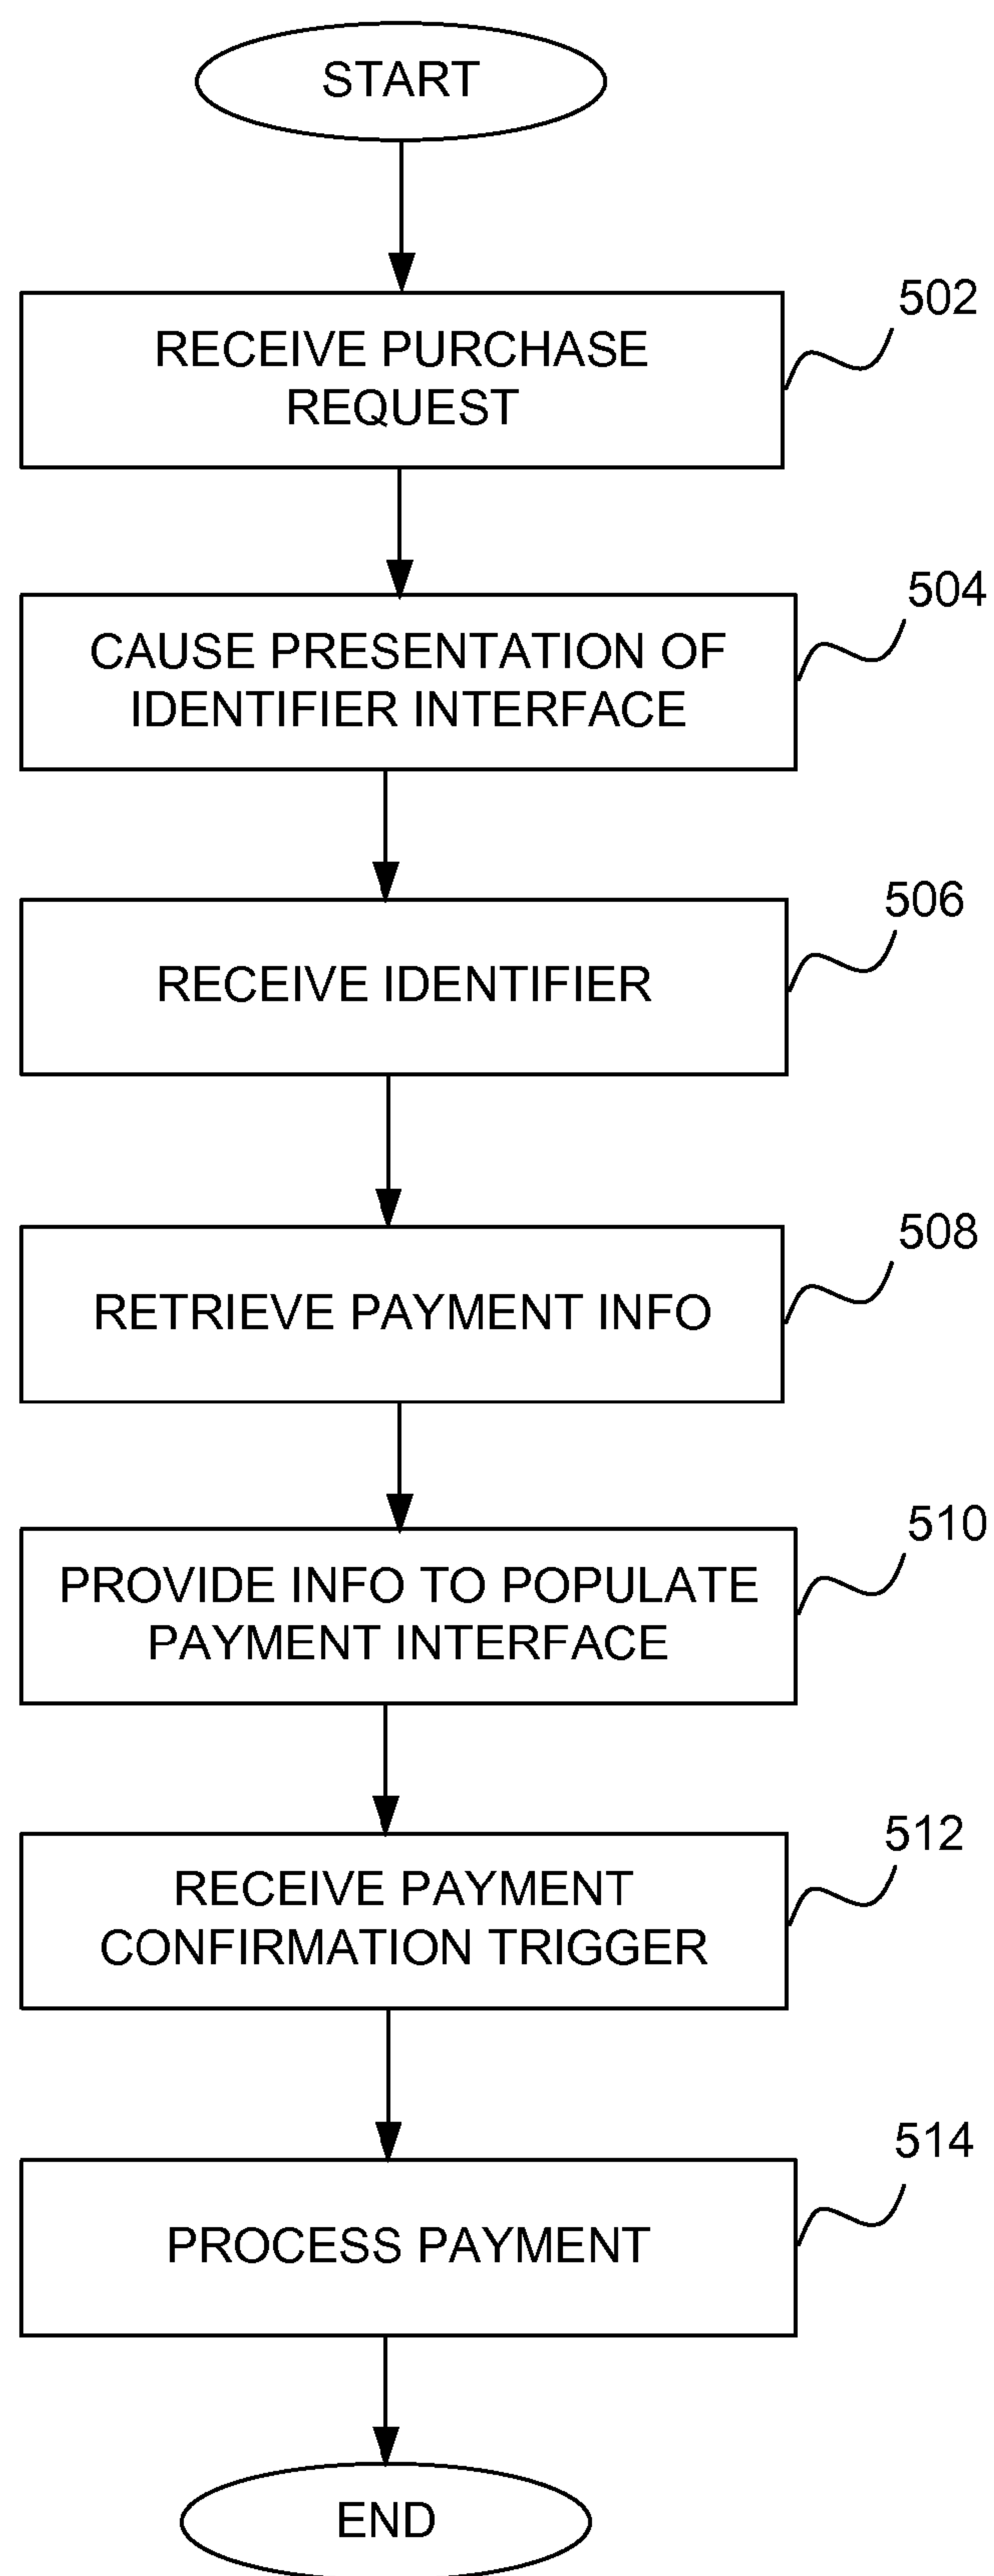 START
502
RECEIVE PURCHASE
REQUEST
504
CAUSE PRESENTATION OF
IDENTIFIER INTERFACE
506
RECEIVE IDENTIFIER
508
RETRIEVE PAYMENT INFO
510
PROVIDE INFO TO POPULATE
PAYMENT INTERFACE
512
RECEIVE PAYMENT
CONFIRMATION TRIGGER
514
PROCESS PAYMENT
END